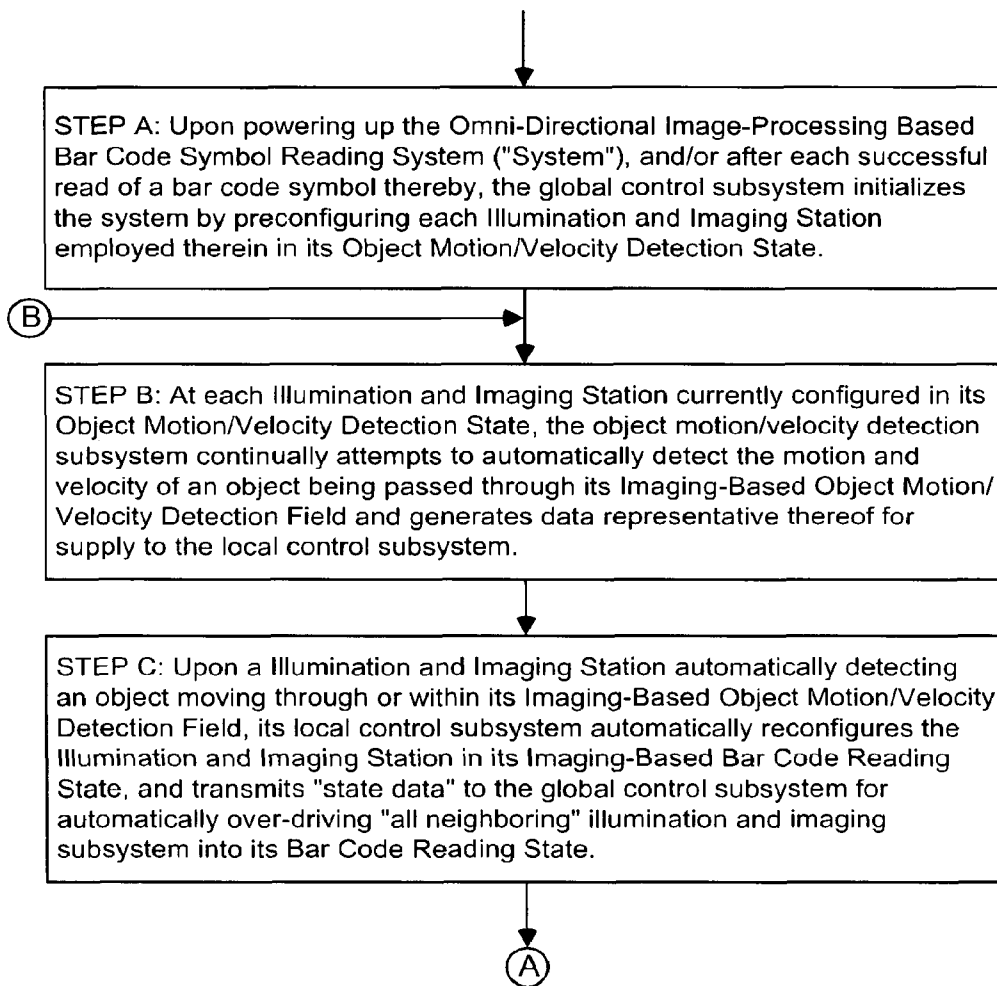 STEP A: Upon powering up the Omni-Directional Image-Processing Based
Bar Code Symbol Reading System ("System"), and/or after each successful
read of a bar code symbol thereby, the global control subsystem initializes
the system by preconfiguring each Illumination and Imaging Station
employed therein in its Object Motion/Velocity Detection State.
B
STEP B: At each Illumination and Imaging Station currently configured in its
Object Motion/Velocity Detection State, the object motion/velocity detection
subsystem continually attempts to automatically detect the motion and
velocity of an object being passed through its Imaging-Based Object Motion/
Velocity Detection Field and generates data representative thereof for
supply to the local control subsystem.
STEP C: Upon a Illumination and Imaging Station automatically detecting
an object moving through or within its Imaging-Based Object Motion/Velocity
Detection Field, its local control subsystem automatically reconfigures the
Illumination and Imaging Station in its Imaging-Based Bar Code Reading
State, and transmits "state data" to the global control subsystem for
automatically over-driving "all neighboring" illumination and imaging
subsystem into its Bar Code Reading State.
A